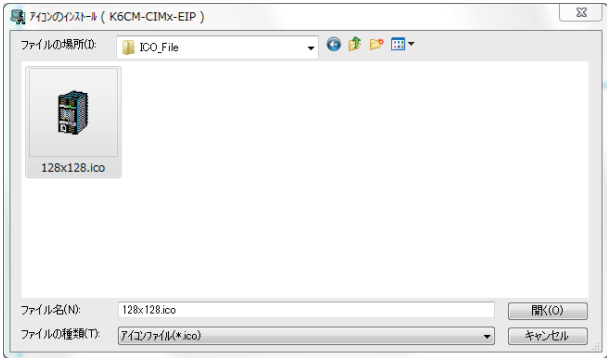 アイコンのインストール ( K6CM-CIMx-EIP )
ファイルの場所(I): ICO_File
128x128.ico
ファイル名(N): 128x128.ico 開く(O)
ファイルの種類(T): アイコンファイル(*.ico) キャンセル